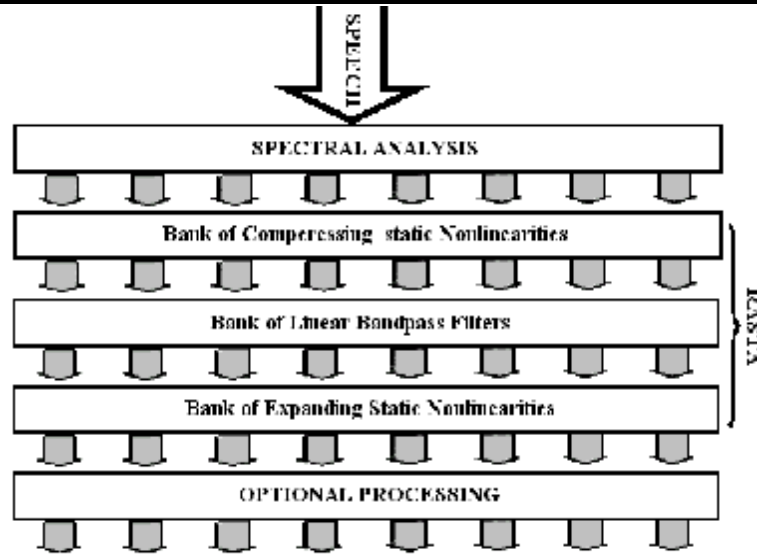 SPEECH
SPECTRAL ANALYSIS
Bank of Comperessing static Nonlinearities
Bank of Linear Bandpass Filters
RASTA
Bank of Expanding Static Nonlinearities
OPTIONAL PROCESSING